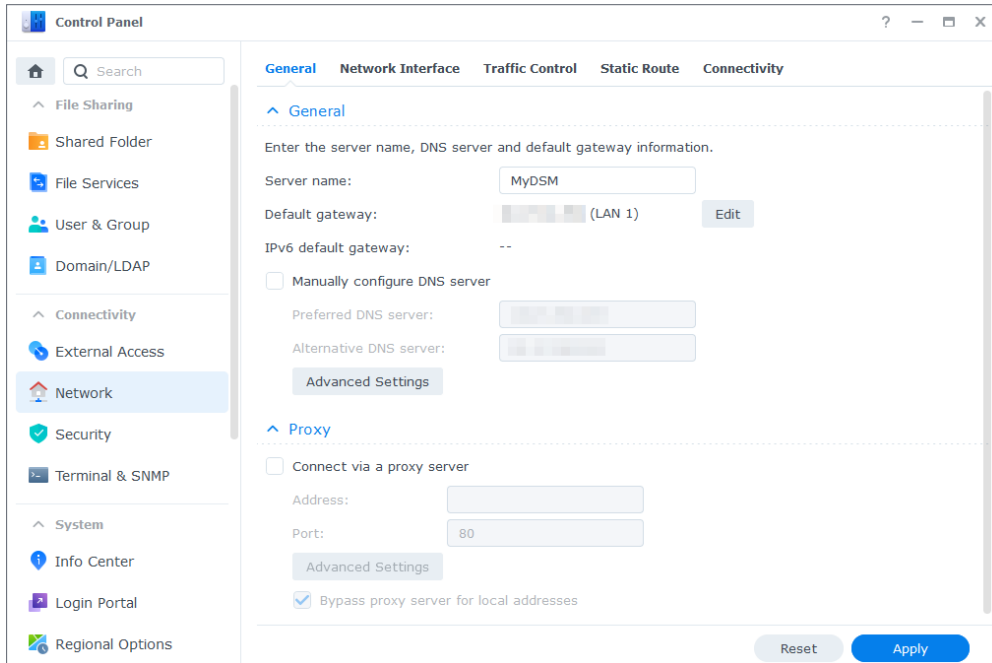 Control Panel
?
Search
File Sharing
Shared Folder
File Services
User & Group
Domain/LDAP
Connectivity
External Access
Network
Security
Terminal & SNMP
System
Info Center
Login Portal
Regional Options
General Network Interface Traffic Control Static Route Connectivity
General
Enter the server name, DNS server and default gateway information.
Server name: MyDSM
Default gateway: (LAN 1) Edit
IPv6 default gateway: --
Manually configure DNS server
Preferred DNS server:
Alternative DNS server:
Advanced Settings
Proxy
Connect via a proxy server
Address:
Port: 80
Advanced Settings
Bypass proxy server for local addresses
Reset Apply